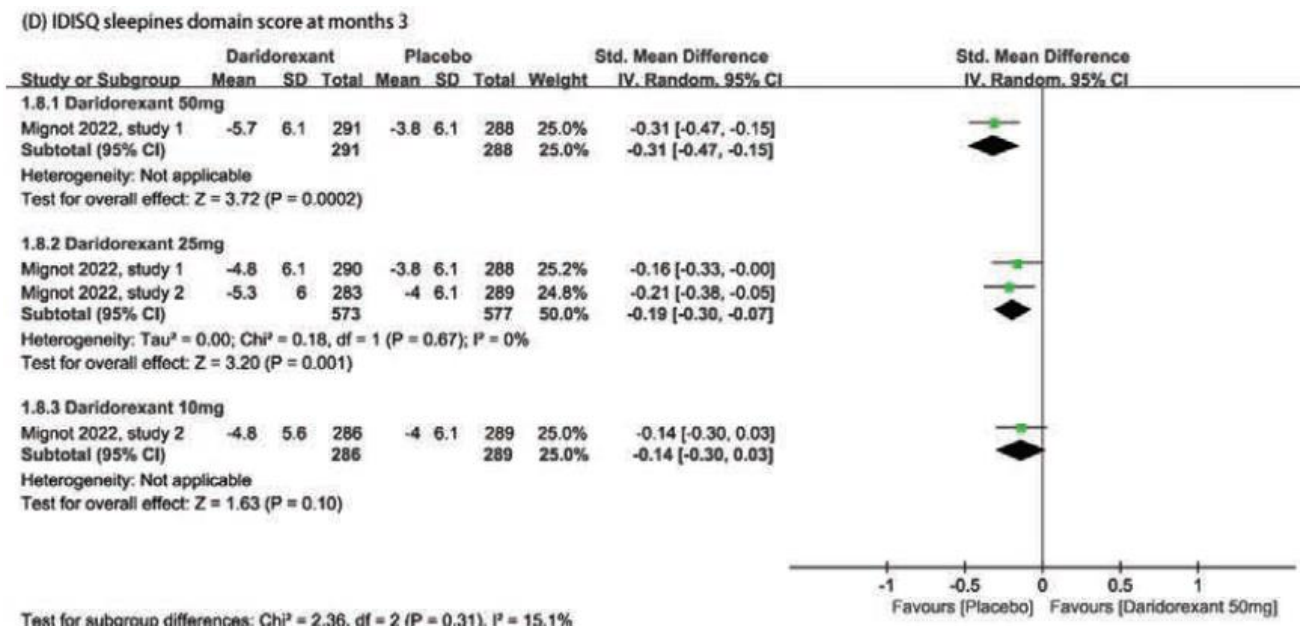 (D) IDISQ sleepines domain score at months 3
Daridorexant Placebo Std. Mean Difference Std. Mean Difference
Study or Subgroup Mean SD Total Mean SD Total Weight IV. Random. 95% CI IV. Random. 95% CI
1.8.1 Daridorexant 50mg
Mignot 2022, study 1 -5.7 6.1 291 -3.8 6.1 288 25.0% -0.31 [-0.47, -0.15]
Subtotal (95% CI) 291 288 25.0% -0.31 [-0.47, -0.15]
Heterogeneity: Not applicable
Test for overall effect: Z = 3.72 (P = 0.0002)
1.8.2 Daridorexant 25mg
Mignot 2022, study 1 -4.8 6.1 290 -3.8 6.1 288 25.2% -0.16 [-0.33, -0.00]
Mignot 2022, study 2 -5.3 6 283 -4 6.1 289 24.8% -0.21 [-0.38, -0.05]
Subtotal (95% CI) 573 577 50.0% -0.19 [-0.30, -0.07]
Heterogeneity: Tau² = 0.00; Chi² = 0.18, df = 1 (P = 0.67); I² = 0%
Test for overall effect: Z = 3.20 (P = 0.001)
1.8.3 Daridorexant 10mg
Mignot 2022, study 2 -4.8 5.6 286 -4 6.1 289 25.0% -0.14 [-0.30, 0.03]
Subtotal (95% CI) 286 289 25.0% -0.14 [-0.30, 0.03]
Heterogeneity: Not applicable
Test for overall effect: Z = 1.63 (P = 0.10)
-1 -0.5 0 0.5 1
Favours [Placebo] Favours [Daridorexant 50mg]
Test for subgroup differences: Chi² = 2.36, df = 2 (P = 0.31), I² = 15.1%